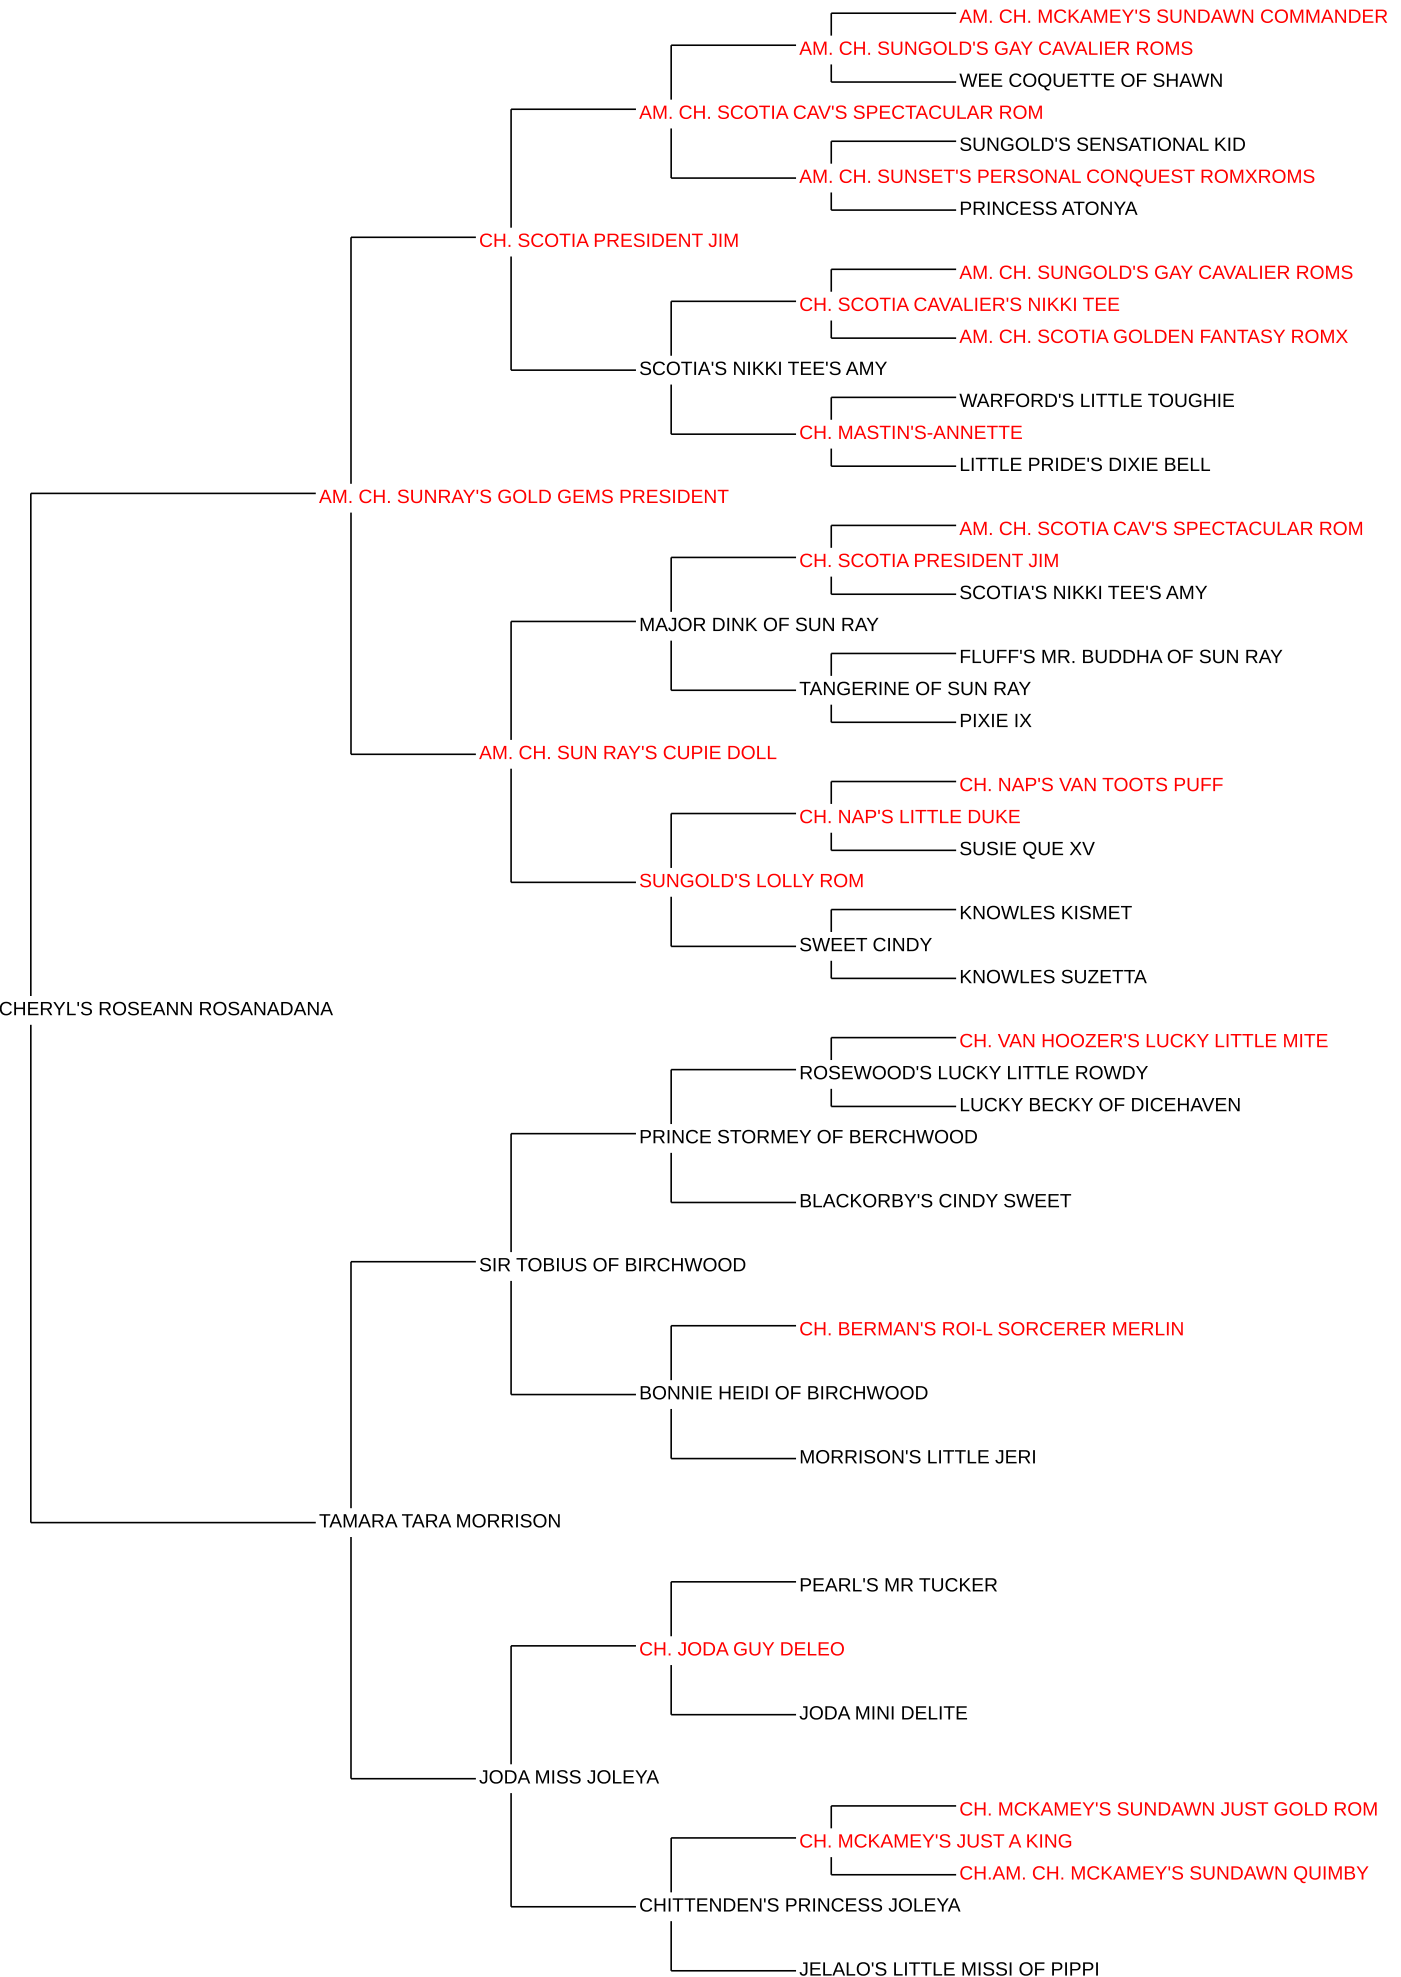 AM. CH. MCKAMEY'S SUNDAWN COMMANDER
AM. CH. SUNGOLD'S GAY CAVALIER ROMS
WEE COQUETTE OF SHAWN
AM. CH. SCOTIA CAV'S SPECTACULAR ROM
SUNGOLD'S SENSATIONAL KID
AM. CH. SUNSET'S PERSONAL CONQUEST ROMXROMS
PRINCESS ATONYA
CH. SCOTIA PRESIDENT JIM
AM. CH. SUNGOLD'S GAY CAVALIER ROMS
CH. SCOTIA CAVALIER'S NIKKI TEE
AM. CH. SCOTIA GOLDEN FANTASY ROMX
SCOTIA'S NIKKI TEE'S AMY
WARFORD'S LITTLE TOUGHIE
CH. MASTIN'S-ANNETTE
LITTLE PRIDE'S DIXIE BELL
AM. CH. SUNRAY'S GOLD GEMS PRESIDENT
AM. CH. SCOTIA CAV'S SPECTACULAR ROM
CH. SCOTIA PRESIDENT JIM
SCOTIA'S NIKKI TEE'S AMY
MAJOR DINK OF SUN RAY
FLUFF'S MR. BUDDHA OF SUN RAY
TANGERINE OF SUN RAY
PIXIE IX
AM. CH. SUN RAY'S CUPIE DOLL
CH. NAP'S VAN TOOTS PUFF
CH. NAP'S LITTLE DUKE
SUSIE QUE XV
SUNGOLD'S LOLLY ROM
KNOWLES KISMET
SWEET CINDY
KNOWLES SUZETTA
CHERYL'S ROSEANN ROSANADANA
CH. VAN HOOZER'S LUCKY LITTLE MITE
ROSEWOOD'S LUCKY LITTLE ROWDY
LUCKY BECKY OF DICEHAVEN
PRINCE STORMEY OF BERCHWOOD
BLACKORBY'S CINDY SWEET
SIR TOBIUS OF BIRCHWOOD
CH. BERMAN'S ROI-L SORCERER MERLIN
BONNIE HEIDI OF BIRCHWOOD
MORRISON'S LITTLE JERI
TAMARA TARA MORRISON
PEARL'S MR TUCKER
CH. JODA GUY DELEO
JODA MINI DELITE
JODA MISS JOLEYA
CH. MCKAMEY'S SUNDAWN JUST GOLD ROM
CH. MCKAMEY'S JUST A KING
CH.AM. CH. MCKAMEY'S SUNDAWN QUIMBY
CHITTENDEN'S PRINCESS JOLEYA
JELALO'S LITTLE MISSI OF PIPPI